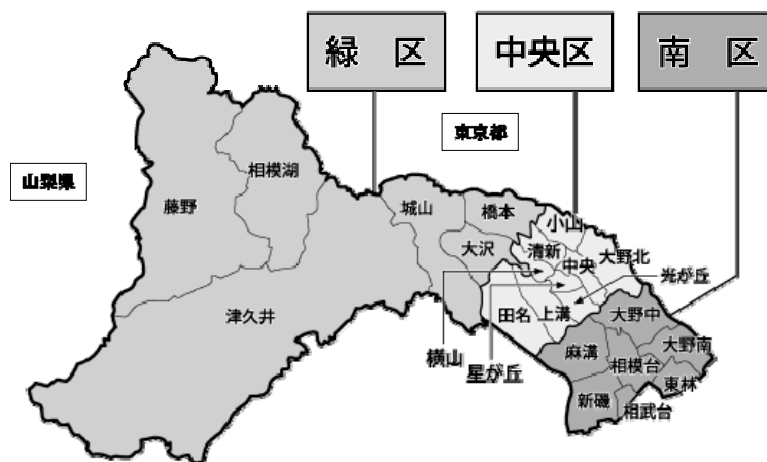 緑 区
中央区
南 区
東京都
山梨県
相模湖
藤野
城山
橋本
小山
大沢
清新
中央
大野北
光が丘
津久井
田名
上溝
大野中
横山
星が丘
麻溝
相模台
大野南
東林
新磯
相武台